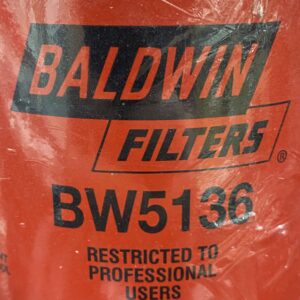 BALDWIN
FILTERS®
BW5136
RESTRICTED TO
PROFESSIONAL
USERS